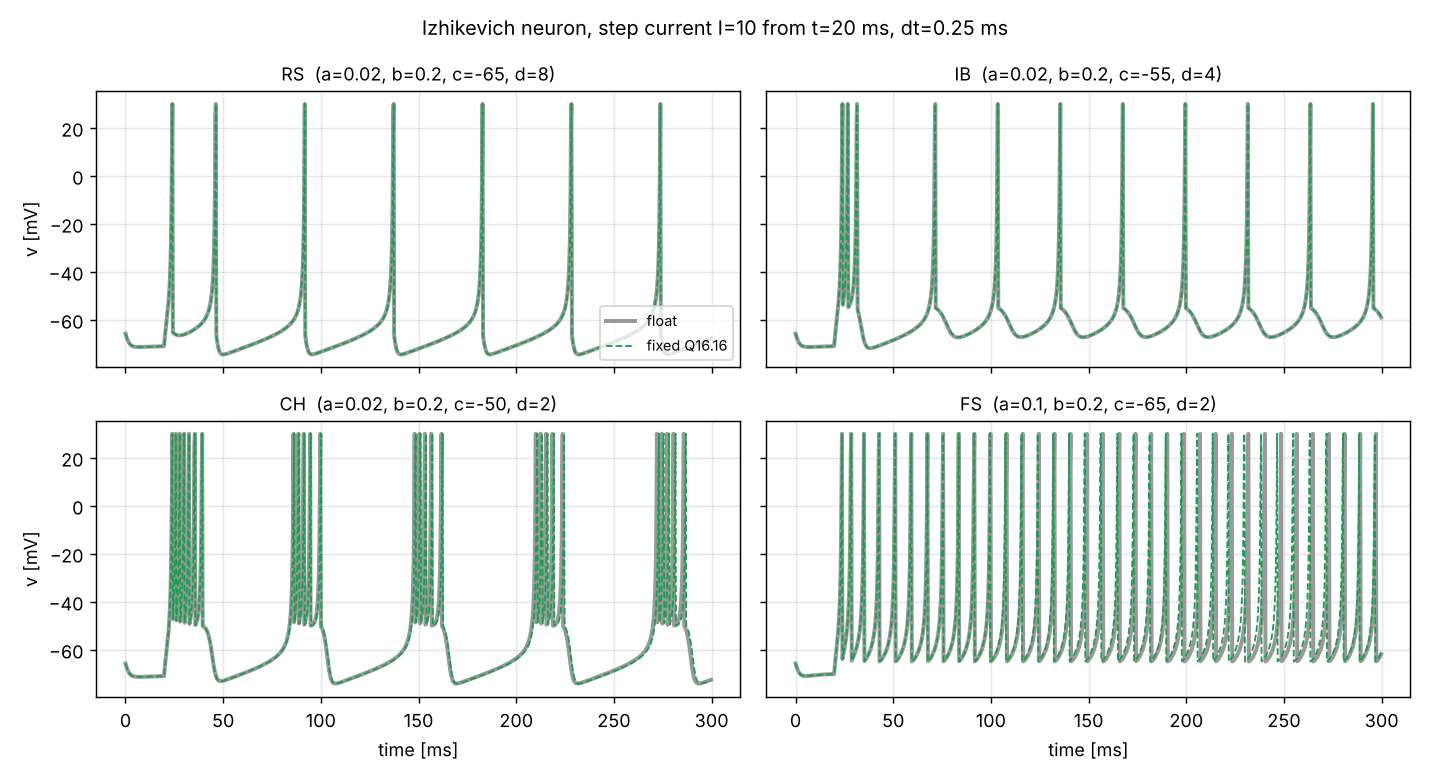 Izhikevich neuron, step current I=10 from t=20 ms, dt=0.25 ms
RS (a=0.02, b=0.2, c=-65, d=8)
IB (a=0.02, b=0.2, c=-55, d=4)
20
0
−20
−40
−60
v [mV]
float
fixed Q16.16
CH (a=0.02, b=0.2, c=-50, d=2)
FS (a=0.1, b=0.2, c=-65, d=2)
20
0
−20
−40
−60
v [mV]
0 50 100 150 200 250 300
time [ms]
0 50 100 150 200 250 300
time [ms]